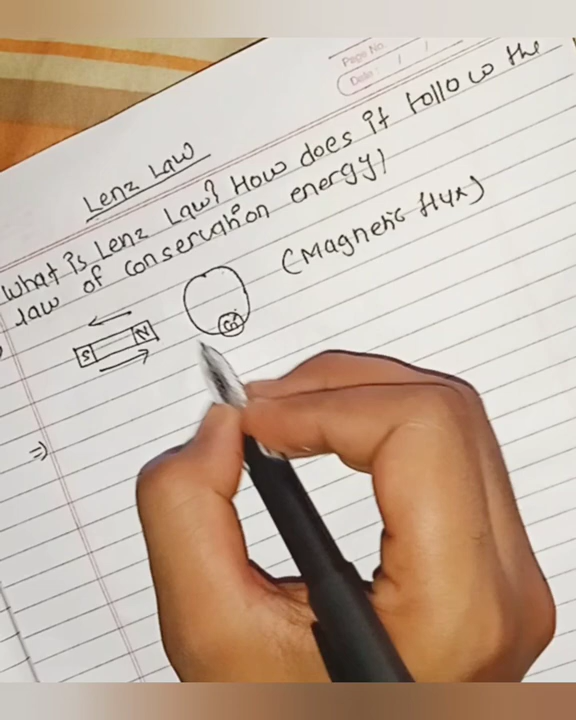 Page No.
Date : / /
Lenz Law
What is Lenz Law? How does it follow the
law of conservation energy)
(Magnetic flux)
S N
G